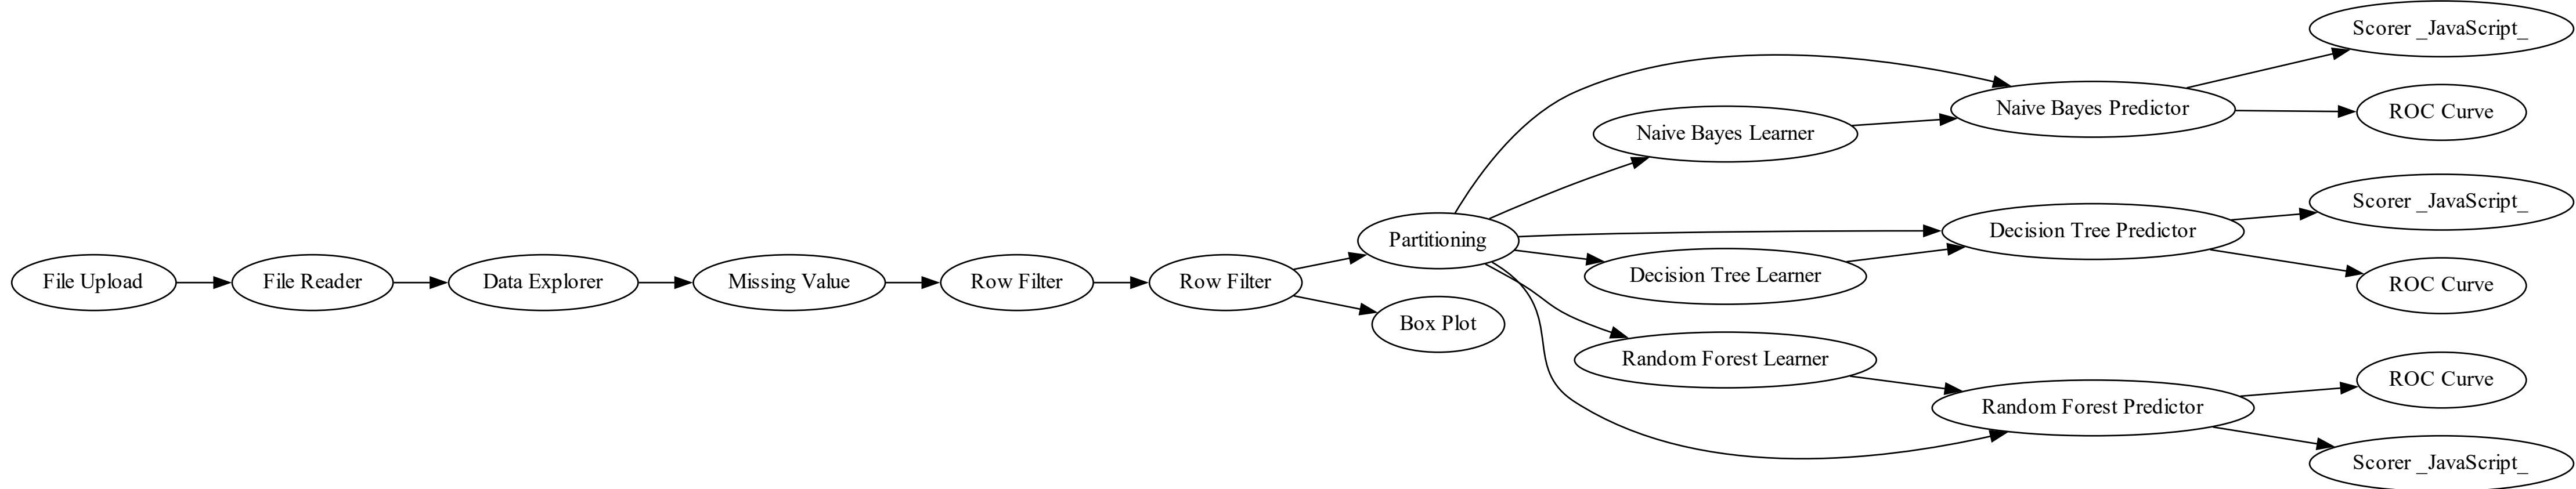 File Upload
File Reader
Data Explorer
Missing Value
Row Filter
Row Filter
Partitioning
Box Plot
Naive Bayes Learner
Decision Tree Learner
Random Forest Learner
Naive Bayes Predictor
Decision Tree Predictor
Random Forest Predictor
Scorer _JavaScript_
ROC Curve
Scorer _JavaScript_
ROC Curve
ROC Curve
Scorer _JavaScript_